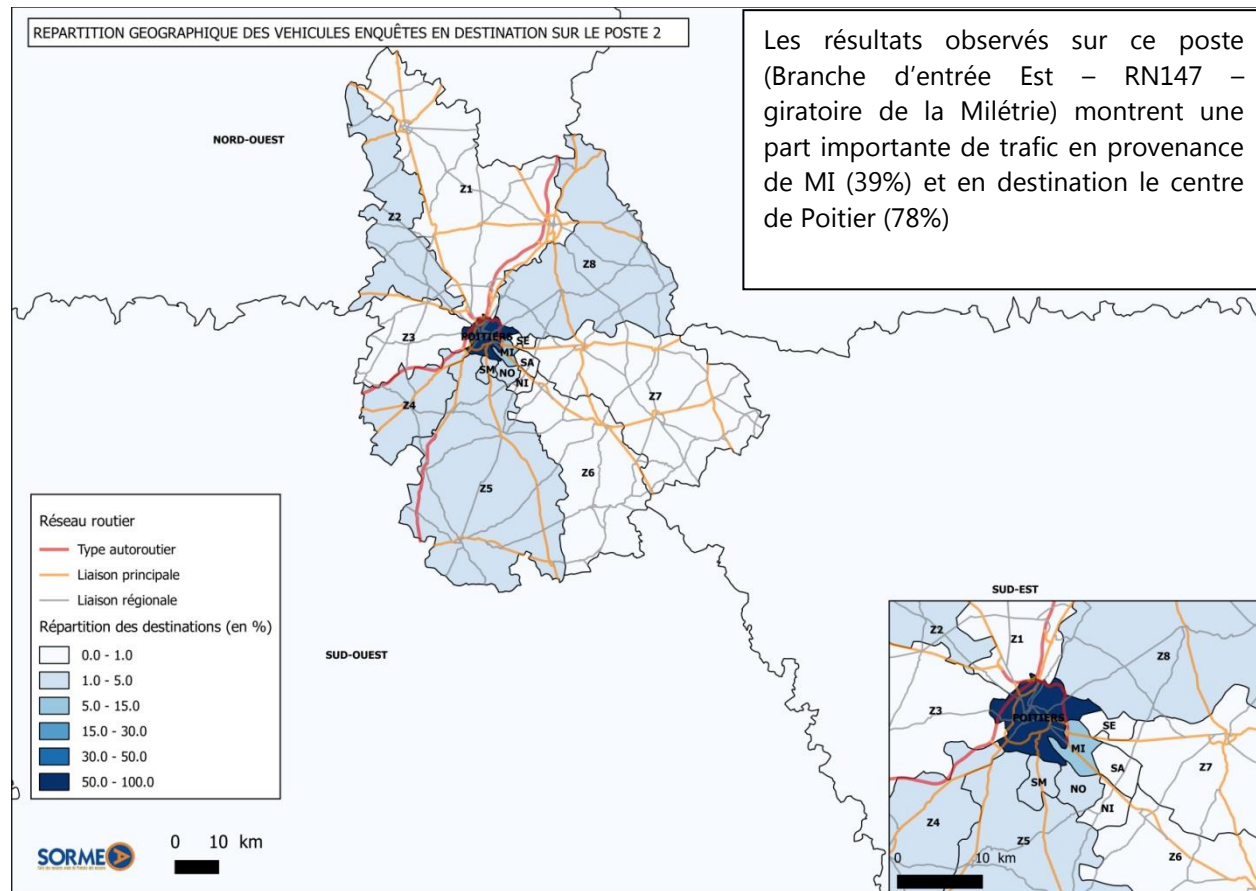 REPARTITION GEOGRAPHIQUE DES VEHICULES ENQUÊTES EN DESTINATION SUR LE POSTE 2
Les résultats observés sur ce poste
(Branche d'entrée Est – RN147 –
giratoire de la Milétrie) montrent une
part importante de trafic en provenance
de MI (39%) et en destination le centre
de Poitier (78%)
NORD-OUEST
Z1
Z2
Z8
Z3
POITIERS
SE
MI
SA
SM
NO
NI
Z4
Z7
Z6
Z5
Réseau routier
Type autoroutier
Liaison principale
Liaison régionale
Répartition des destinations (en %)
0.0 - 1.0
1.0 - 5.0
5.0 - 15.0
15.0 - 30.0
30.0 - 50.0
50.0 - 100.0
SUD-OUEST
SUD-EST
Z2
Z1
Z8
Z3
POITIERS
SE
MI
SA
Z7
SM
NO
NI
Z4
Z5
Z6
0 10 km
SORMEA
0 10 km